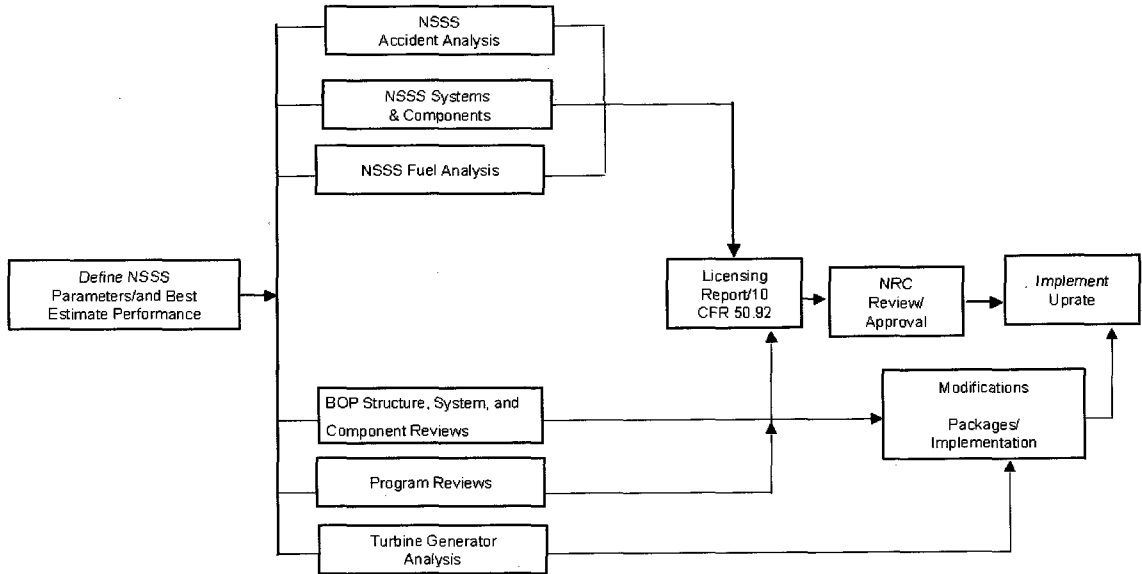 NSSS
Accident Analysis
NSSS Systems
& Components
NSSS Fuel Analysis
Define NSSS
Parameters/and Best
Estimate Performance
Licensing
Report/10
CFR 50.92
NRC
Review/
Approval
Implement
Uprate
BOP Structure, System, and
Component Reviews
Modifications
Packages/
Implementation
Program Reviews
Turbine Generator
Analysis